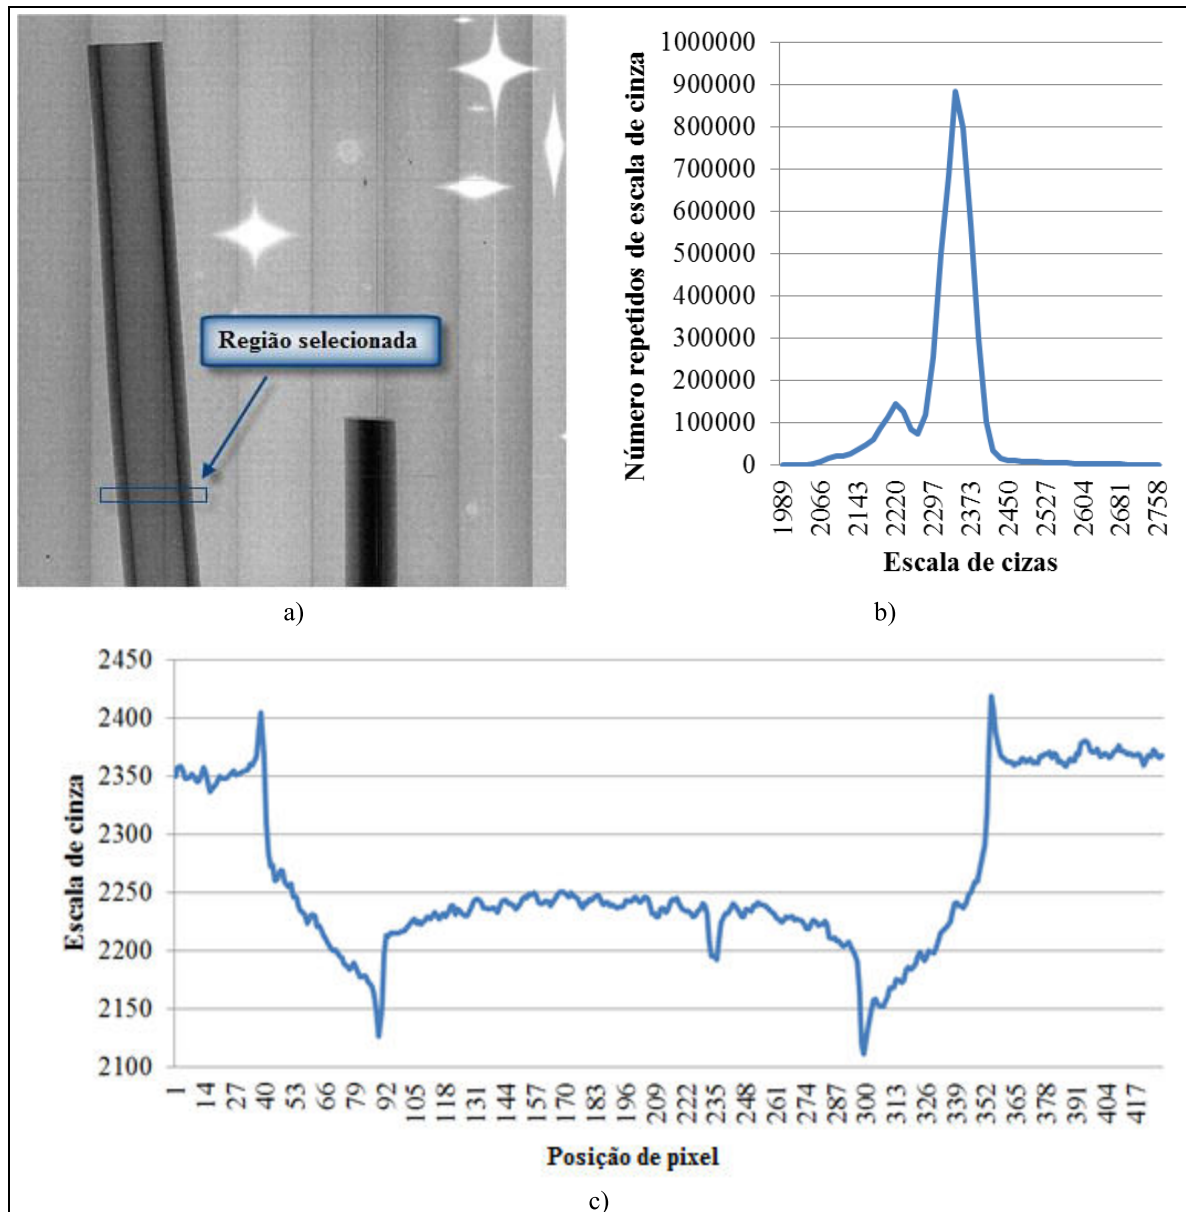 Região selecionada
a)
Número repetidos de escala de cinza
1000000
900000
800000
700000
600000
500000
400000
300000
200000
100000
0
1989 2066 2143 2220 2297 2373 2450 2527 2604 2681 2758
Escala de cizas
b)
Escala de cinza
2450
2400
2350
2300
2250
2200
2150
2100
1 14 27 40 53 66 79 92 105 118 131 144 157 170 183 196 209 222 235 248 261 274 287 300 313 326 339 352 365 378 391 404 417
Posição de pixel
c)